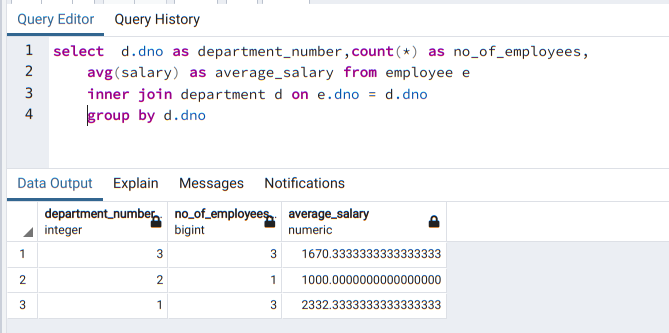 Query Editor Query History
1 select  d.dno as department_number,count(*) as no_of_employees,
2     avg(salary) as average_salary from employee e
3     inner join department d on e.dno = d.dno
4     group by d.dno
Data Output Explain Messages Notifications
department_number no_of_employees average_salary
integer bigint numeric
1 3 3 1670.3333333333333333
2 2 1 1000.0000000000000000
3 1 3 2332.3333333333333333